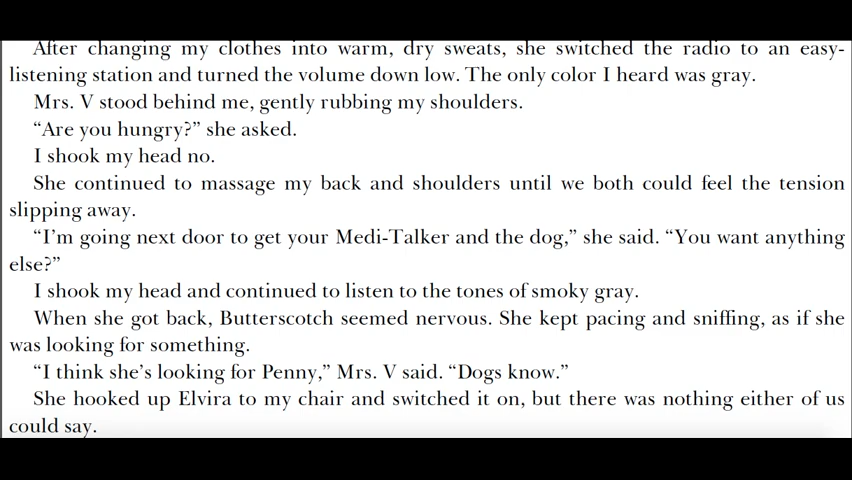 After changing my clothes into warm, dry sweats, she switched the radio to an easy-
listening station and turned the volume down low. The only color I heard was gray.
Mrs. V stood behind me, gently rubbing my shoulders.
“Are you hungry?” she asked.
I shook my head no.
She continued to massage my back and shoulders until we both could feel the tension
slipping away.
“I’m going next door to get your Medi-Talker and the dog,” she said. “You want anything
else?”
I shook my head and continued to listen to the tones of smoky gray.
When she got back, Butterscotch seemed nervous. She kept pacing and sniffing, as if she
was looking for something.
“I think she’s looking for Penny,” Mrs. V said. “Dogs know.”
She hooked up Elvira to my chair and switched it on, but there was nothing either of us
could say.